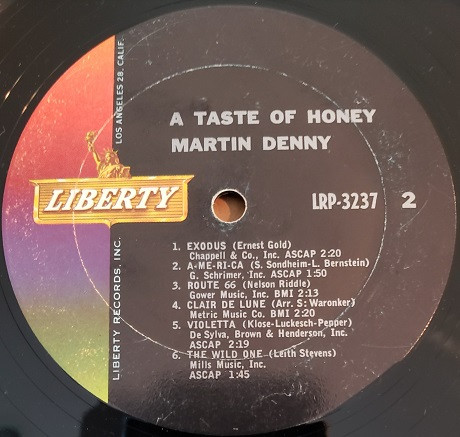 LOS ANGELES 28, CALIF.
A TASTE OF HONEY
MARTIN DENNY
LIBERTY
LRP-3237 2
1. EXODUS (Ernest Gold)
Chappell & Co., Inc. ASCAP 2:20
2. A-ME-RI-CA (S. Sondheim-L. Bernstein)
G. Schrimer, Inc. ASCAP 1:50
3. ROUTE 66 (Nelson Riddle)
Gower Music, Inc. BMI 2:13
4. CLAIR DE LUNE (Arr. S: Waronker)
Metric Music Co. BMI 2:20
5. VIOLETTA (Klose-Luckesch-Pepper)
De Sylva, Brown & Henderson, Inc.
ASCAP 2:19
6. THE WILD ONE (Leith Stevens)
Mills Music, Inc.
ASCAP 1:45
LIBERTY RECORDS, INC.